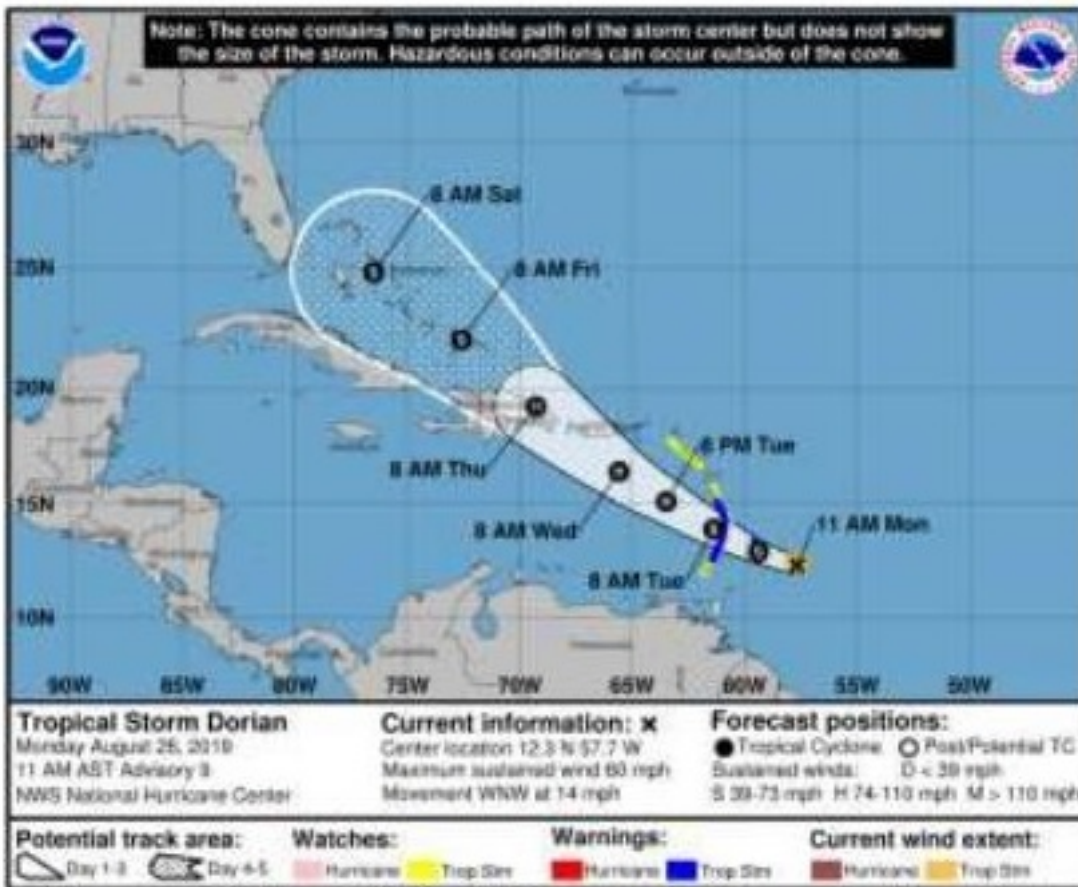 Note: The cone contains the probable path of the storm center but does not show
the size of the storm. Hazardous conditions can occur outside of the cone.
30N
8 AM Sat
25N
8 AM Fri
20N
8 AM Thu
8 PM Tue
15N
8 AM Wed
11 AM Mon
8 AM Tue
10N
90W 85W 80W 75W 70W 65W 60W 55W 50W
Tropical Storm Dorian
Monday August 26, 2019
11 AM AST Advisory 9
NWS National Hurricane Center
Current information: x
Center location 12.3 N 57.7 W
Maximum sustained wind 60 mph
Movement WNW at 14 mph
Forecast positions:
Tropical Cyclone Post/Potential TC
Sustained winds: D < 39 mph
S 39-73 mph H 74-110 mph M > 110 mph
Potential track area:
Day 1-3 Day 4-5
Watches:
Hurricane Trop Stm
Warnings:
Hurricane Trop Stm
Current wind extent:
Hurricane Trop Stm